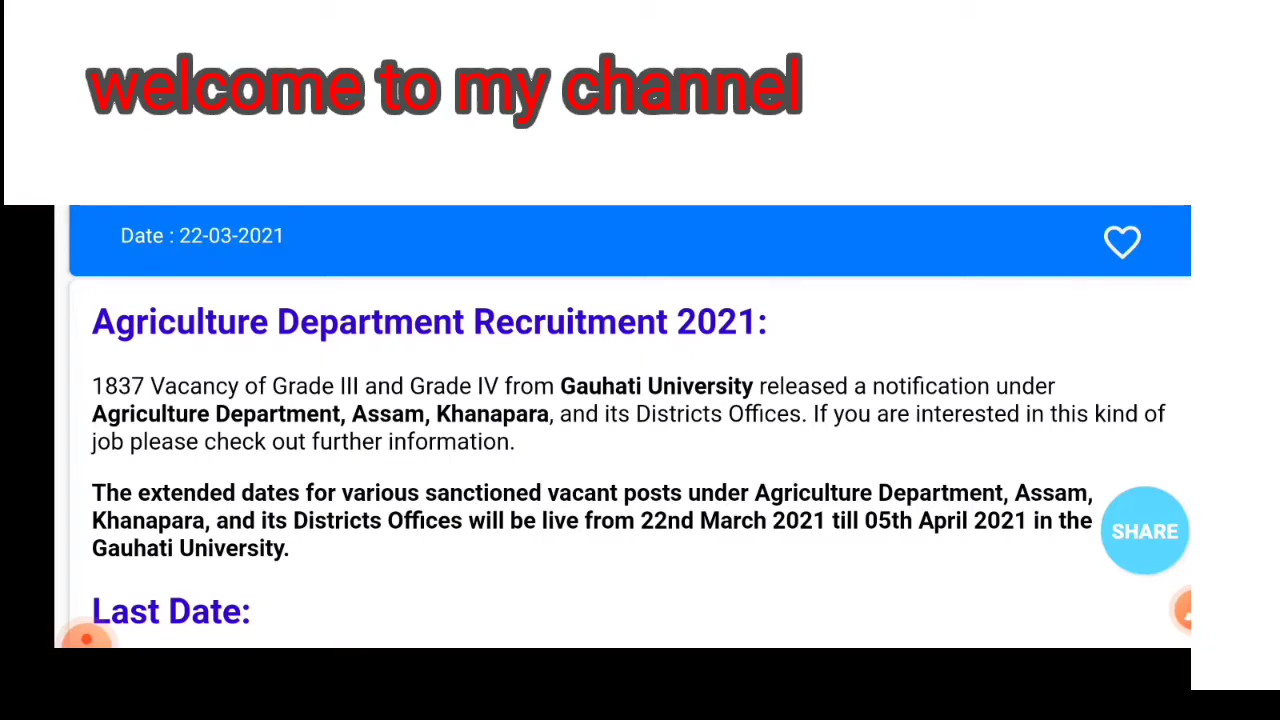 welcome to my channel
Date : 22-03-2021
Agriculture Department Recruitment 2021:
1837 Vacancy of Grade III and Grade IV from Gauhati University released a notification under
Agriculture Department, Assam, Khanapara, and its Districts Offices. If you are interested in this kind of
job please check out further information.
The extended dates for various sanctioned vacant posts under Agriculture Department, Assam,
Khanapara, and its Districts Offices will be live from 22nd March 2021 till 05th April 2021 in the
Gauhati University.
SHARE
Last Date: